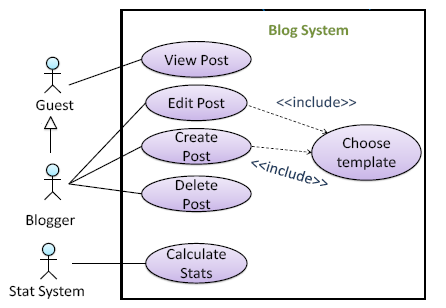 Blog System
View Post
Guest
Edit Post
<<include>>
Create
Post
Choose
template
<<include>>
Blogger
Delete
Post
Stat System
Calculate
Stats